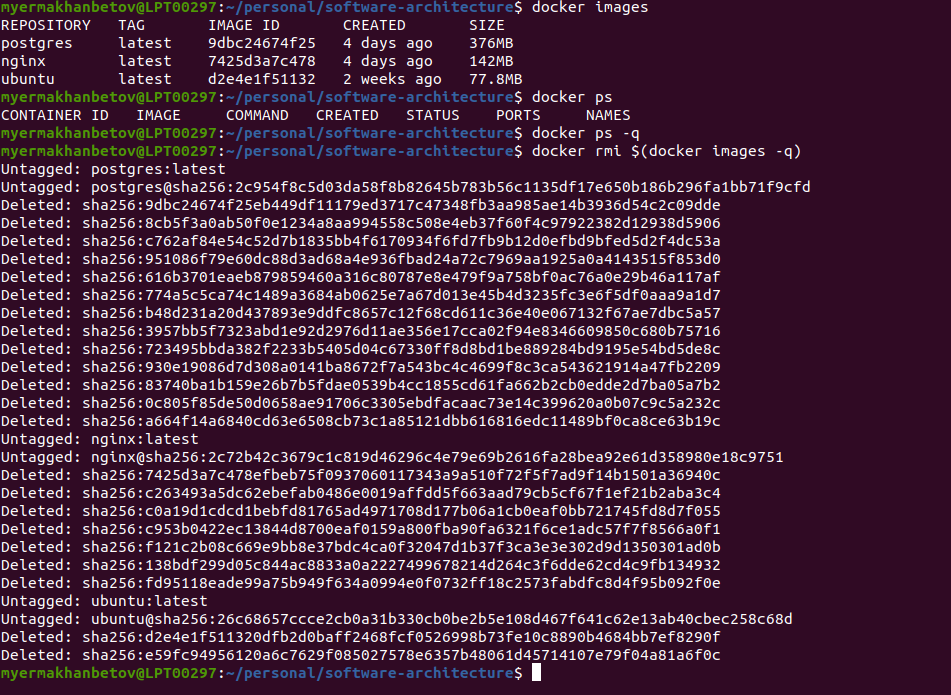 myermakhanbetov@LPT00297:~/personal/software-architecture$ docker images
REPOSITORY   TAG       IMAGE ID       CREATED       SIZE
postgres     latest    9dbc24674f25   4 days ago    376MB
nginx        latest    7425d3a7c478   4 days ago    142MB
ubuntu       latest    d2e4e1f51132   2 weeks ago   77.8MB
myermakhanbetov@LPT00297:~/personal/software-architecture$ docker ps
CONTAINER ID   IMAGE     COMMAND   CREATED   STATUS    PORTS     NAMES
myermakhanbetov@LPT00297:~/personal/software-architecture$ docker ps -q
myermakhanbetov@LPT00297:~/personal/software-architecture$ docker rmi $(docker images -q)
Untagged: postgres:latest
Untagged: postgres@sha256:2c954f8c5d03da58f8b82645b783b56c1135df17e650b186b296fa1bb71f9cfd
Deleted: sha256:9dbc24674f25eb449df11179ed3717c47348fb3aa985ae14b3936d54c2c09dde
Deleted: sha256:8cb5f3a0ab50f0e1234a8aa994558c508e4eb37f60f4c97922382d12938d5906
Deleted: sha256:c762af84e54c52d7b1835bb4f6170934f6fd7fb9b12d0efbd9bfed5d2f4dc53a
Deleted: sha256:951086f79e60dc88d3ad68a4e936fbad24a72c7969aa1925a0a4143515f853d0
Deleted: sha256:616b3701eaeb879859460a316c80787e8e479f9a758bf0ac76a0e29b46a117af
Deleted: sha256:774a5c5ca74c1489a3684ab0625e7a67d013e45b4d3235fc3e6f5df0aaa9a1d7
Deleted: sha256:b48d231a20d437893e9ddfc8657c12f68cd611c36e40e067132f67ae7dbc5a57
Deleted: sha256:3957bb5f7323abd1e92d2976d11ae356e17cca02f94e8346609850c680b75716
Deleted: sha256:723495bbda382f2233b5405d04c67330ff8d8bd1be889284bd9195e54bd5de8c
Deleted: sha256:930e19086d7d308a0141ba8672f7a543bc4c4699f8c3ca543621914a47fb2209
Deleted: sha256:83740ba1b159e26b7b5fdae0539b4cc1855cd61fa662b2cb0edde2d7ba05a7b2
Deleted: sha256:0c805f85de50d0658ae91706c3305ebdfacaac73e14c399620a0b07c9c5a232c
Deleted: sha256:a664f14a6840cd63e6508cb73c1a85121dbb616816edc11489bf0ca8ce63b19c
Untagged: nginx:latest
Untagged: nginx@sha256:2c72b42c3679c1c819d46296c4e79e69b2616fa28bea92e61d358980e18c9751
Deleted: sha256:7425d3a7c478efbeb75f0937060117343a9a510f72f5f7ad9f14b1501a36940c
Deleted: sha256:c263493a5dc62ebefab0486e0019affdd5f663aad79cb5cf67f1ef21b2aba3c4
Deleted: sha256:c0a19d1cdcd1bebfd81765ad4971708d177b06a1cb0eaf0bb721745fd8d7f055
Deleted: sha256:c953b0422ec13844d8700eaf0159a800fba90fa6321f6ce1adc57f7f8566a0f1
Deleted: sha256:f121c2b08c669e9bb8e37bdc4ca0f32047d1b37f3ca3e3e302d9d1350301ad0b
Deleted: sha256:138bdf299d05c844ac8833a0a2227499678214d264c3f6dde62cd4c9fb134932
Deleted: sha256:fd95118eade99a75b949f634a0994e0f0732ff18c2573fabdfc8d4f95b092f0e
Untagged: ubuntu:latest
Untagged: ubuntu@sha256:26c68657ccce2cb0a31b330cb0be2b5e108d467f641c62e13ab40cbec258c68d
Deleted: sha256:d2e4e1f511320dfb2d0baff2468fcf0526998b73fe10c8890b4684bb7ef8290f
Deleted: sha256:e59fc94956120a6c7629f085027578e6357b48061d45714107e79f04a81a6f0c
myermakhanbetov@LPT00297:~/personal/software-architecture$